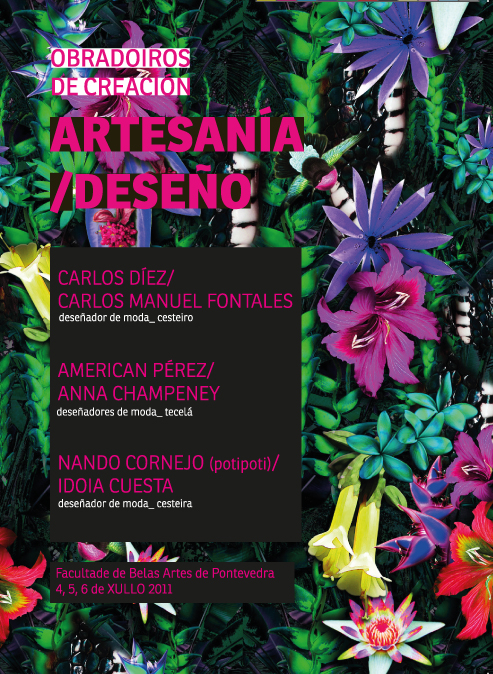 OBRADOIROS
DE CREACIÓN
ARTESANÍA
/DESEÑO
CARLOS DÍEZ/
CARLOS MANUEL FONTALES
deseñador de moda_ cesteiro
AMERICAN PÉREZ/
ANNA CHAMPENEY
deseñadores de moda_ tecelá
NANDO CORNEJO (potipoti)/
IDOIA CUESTA
deseñador de moda_ cesteira
Facultade de Belas Artes de Pontevedra
4, 5, 6 de XULLO 2011